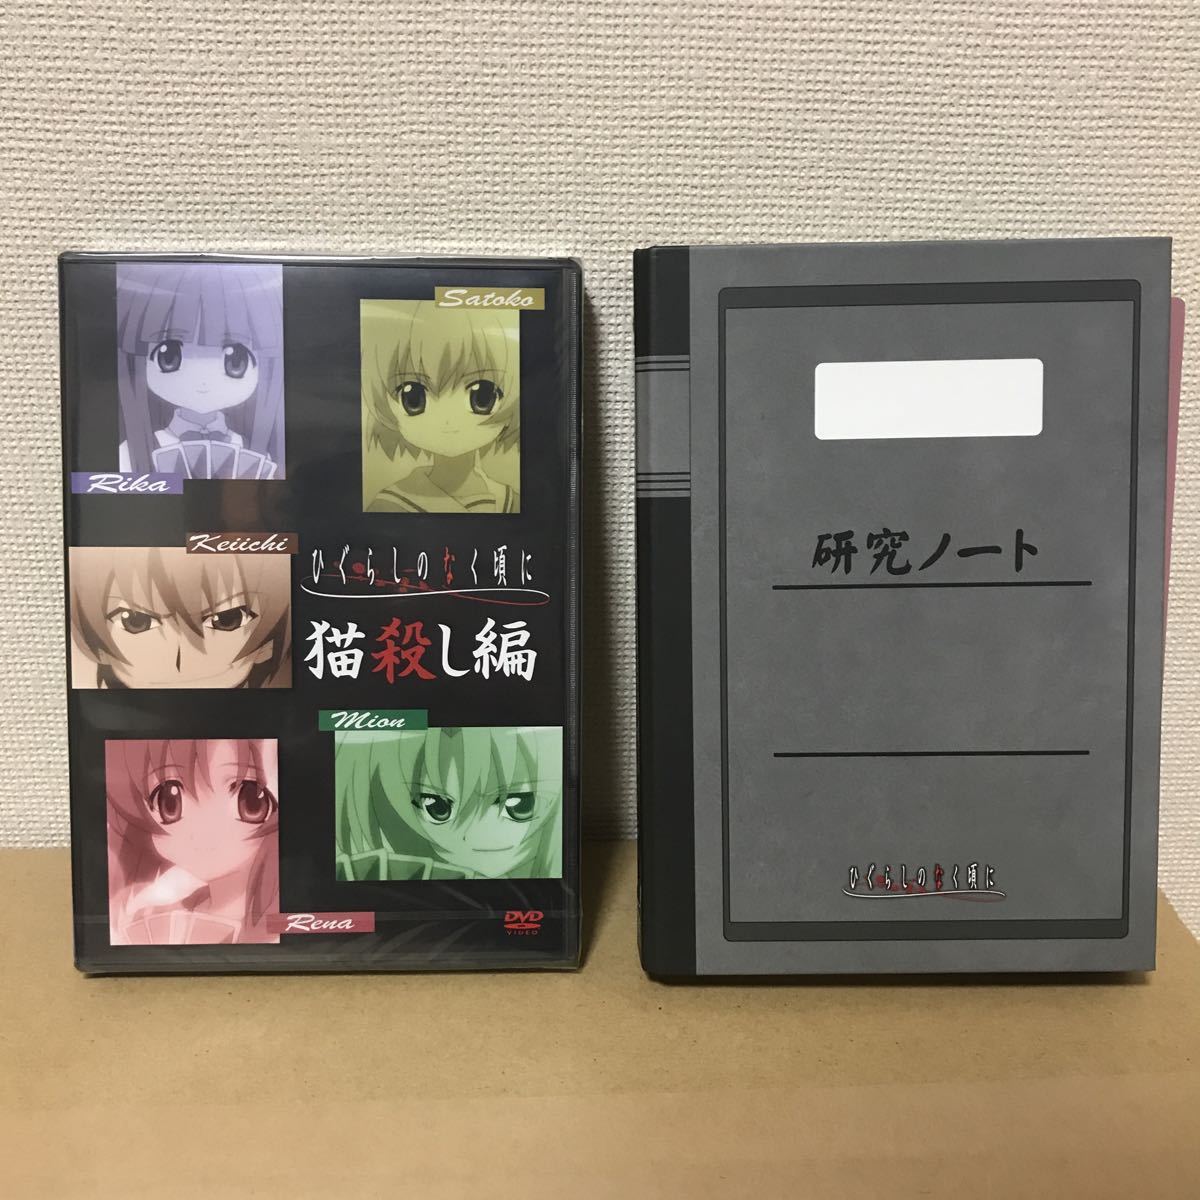 Satoko
Rika
Keiichi
ひぐらしのなく頃に
猫殺し編
Mion
Rena
DVD
VIDEO
研究ノート
ひぐらしのなく頃に